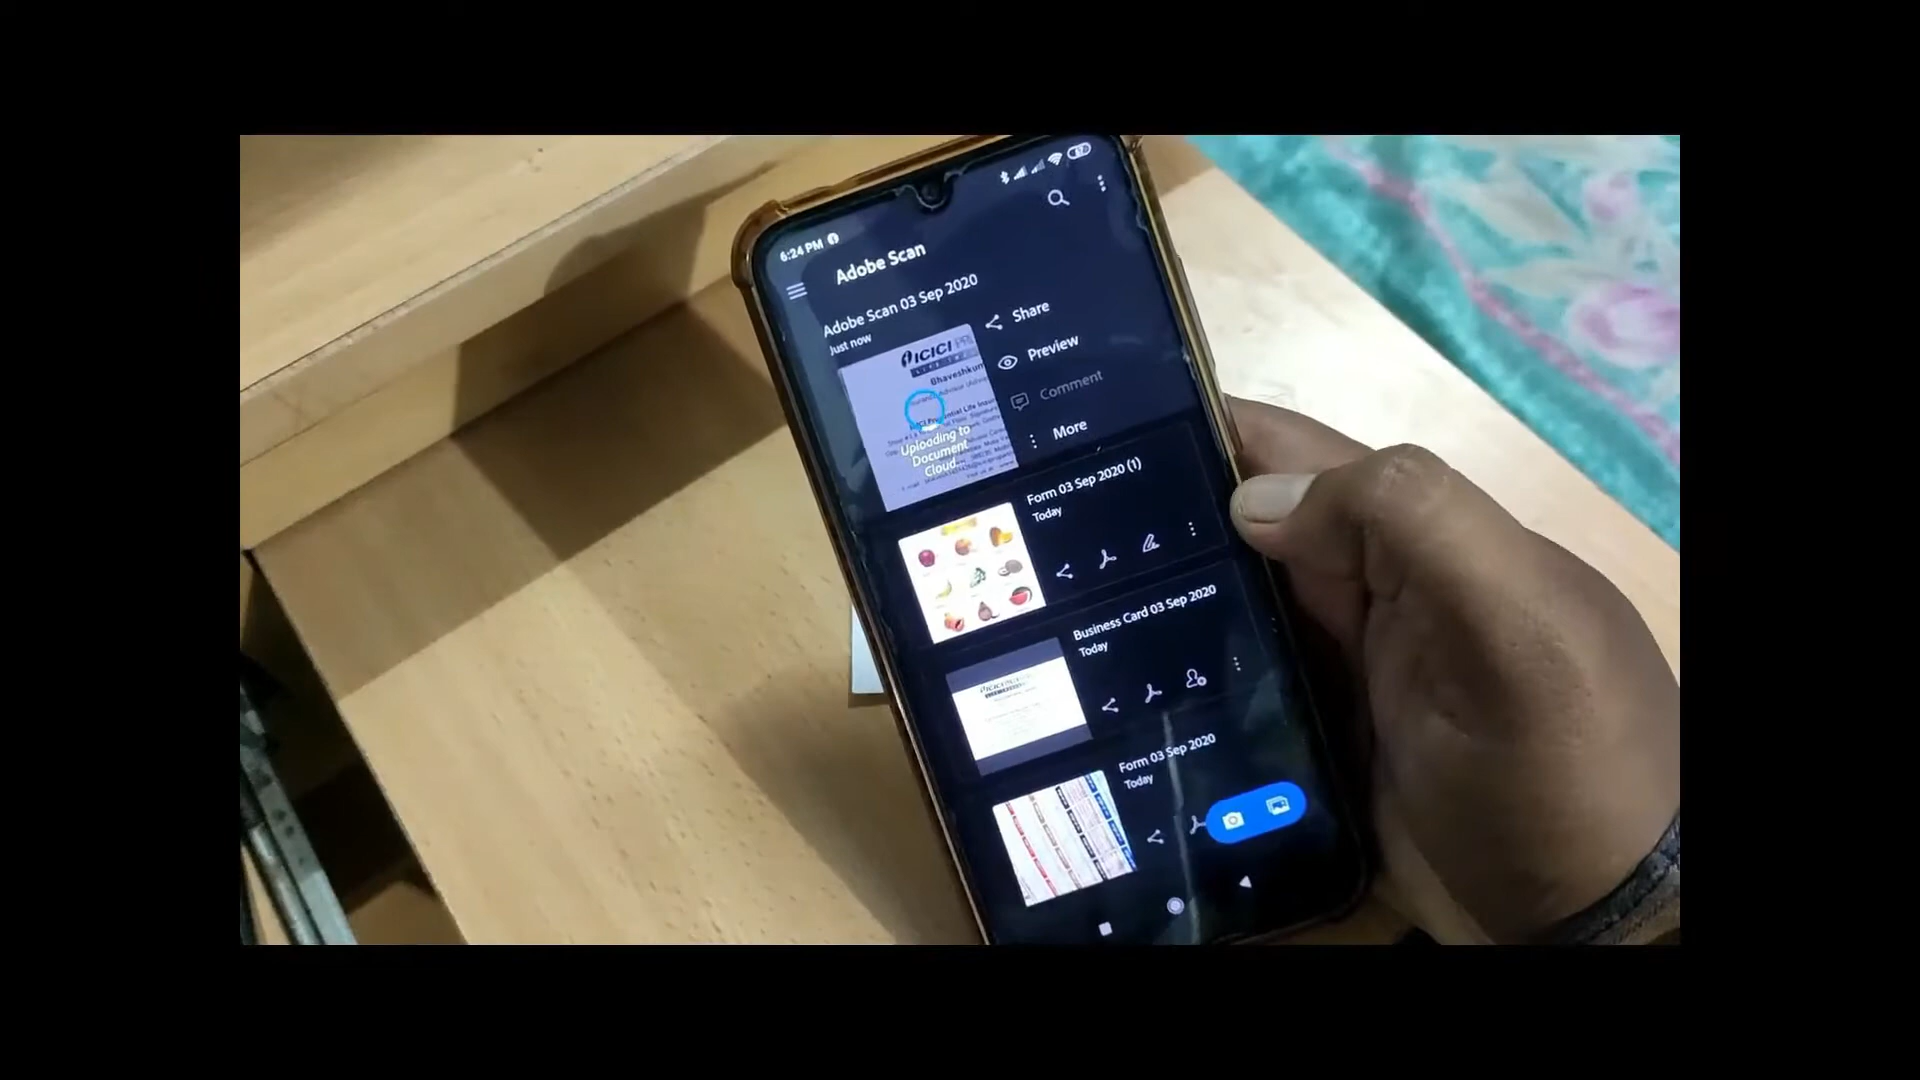 6:24 PM
Adobe Scan
Adobe Scan 03 Sep 2020
Just now
ICICI
Bhaveshkum
Uploading to
Document
Cloud...
Share
Preview
Comment
More
Form 03 Sep 2020 (1)
Today
Business Card 03 Sep 2020
Today
Form 03 Sep 2020
Today